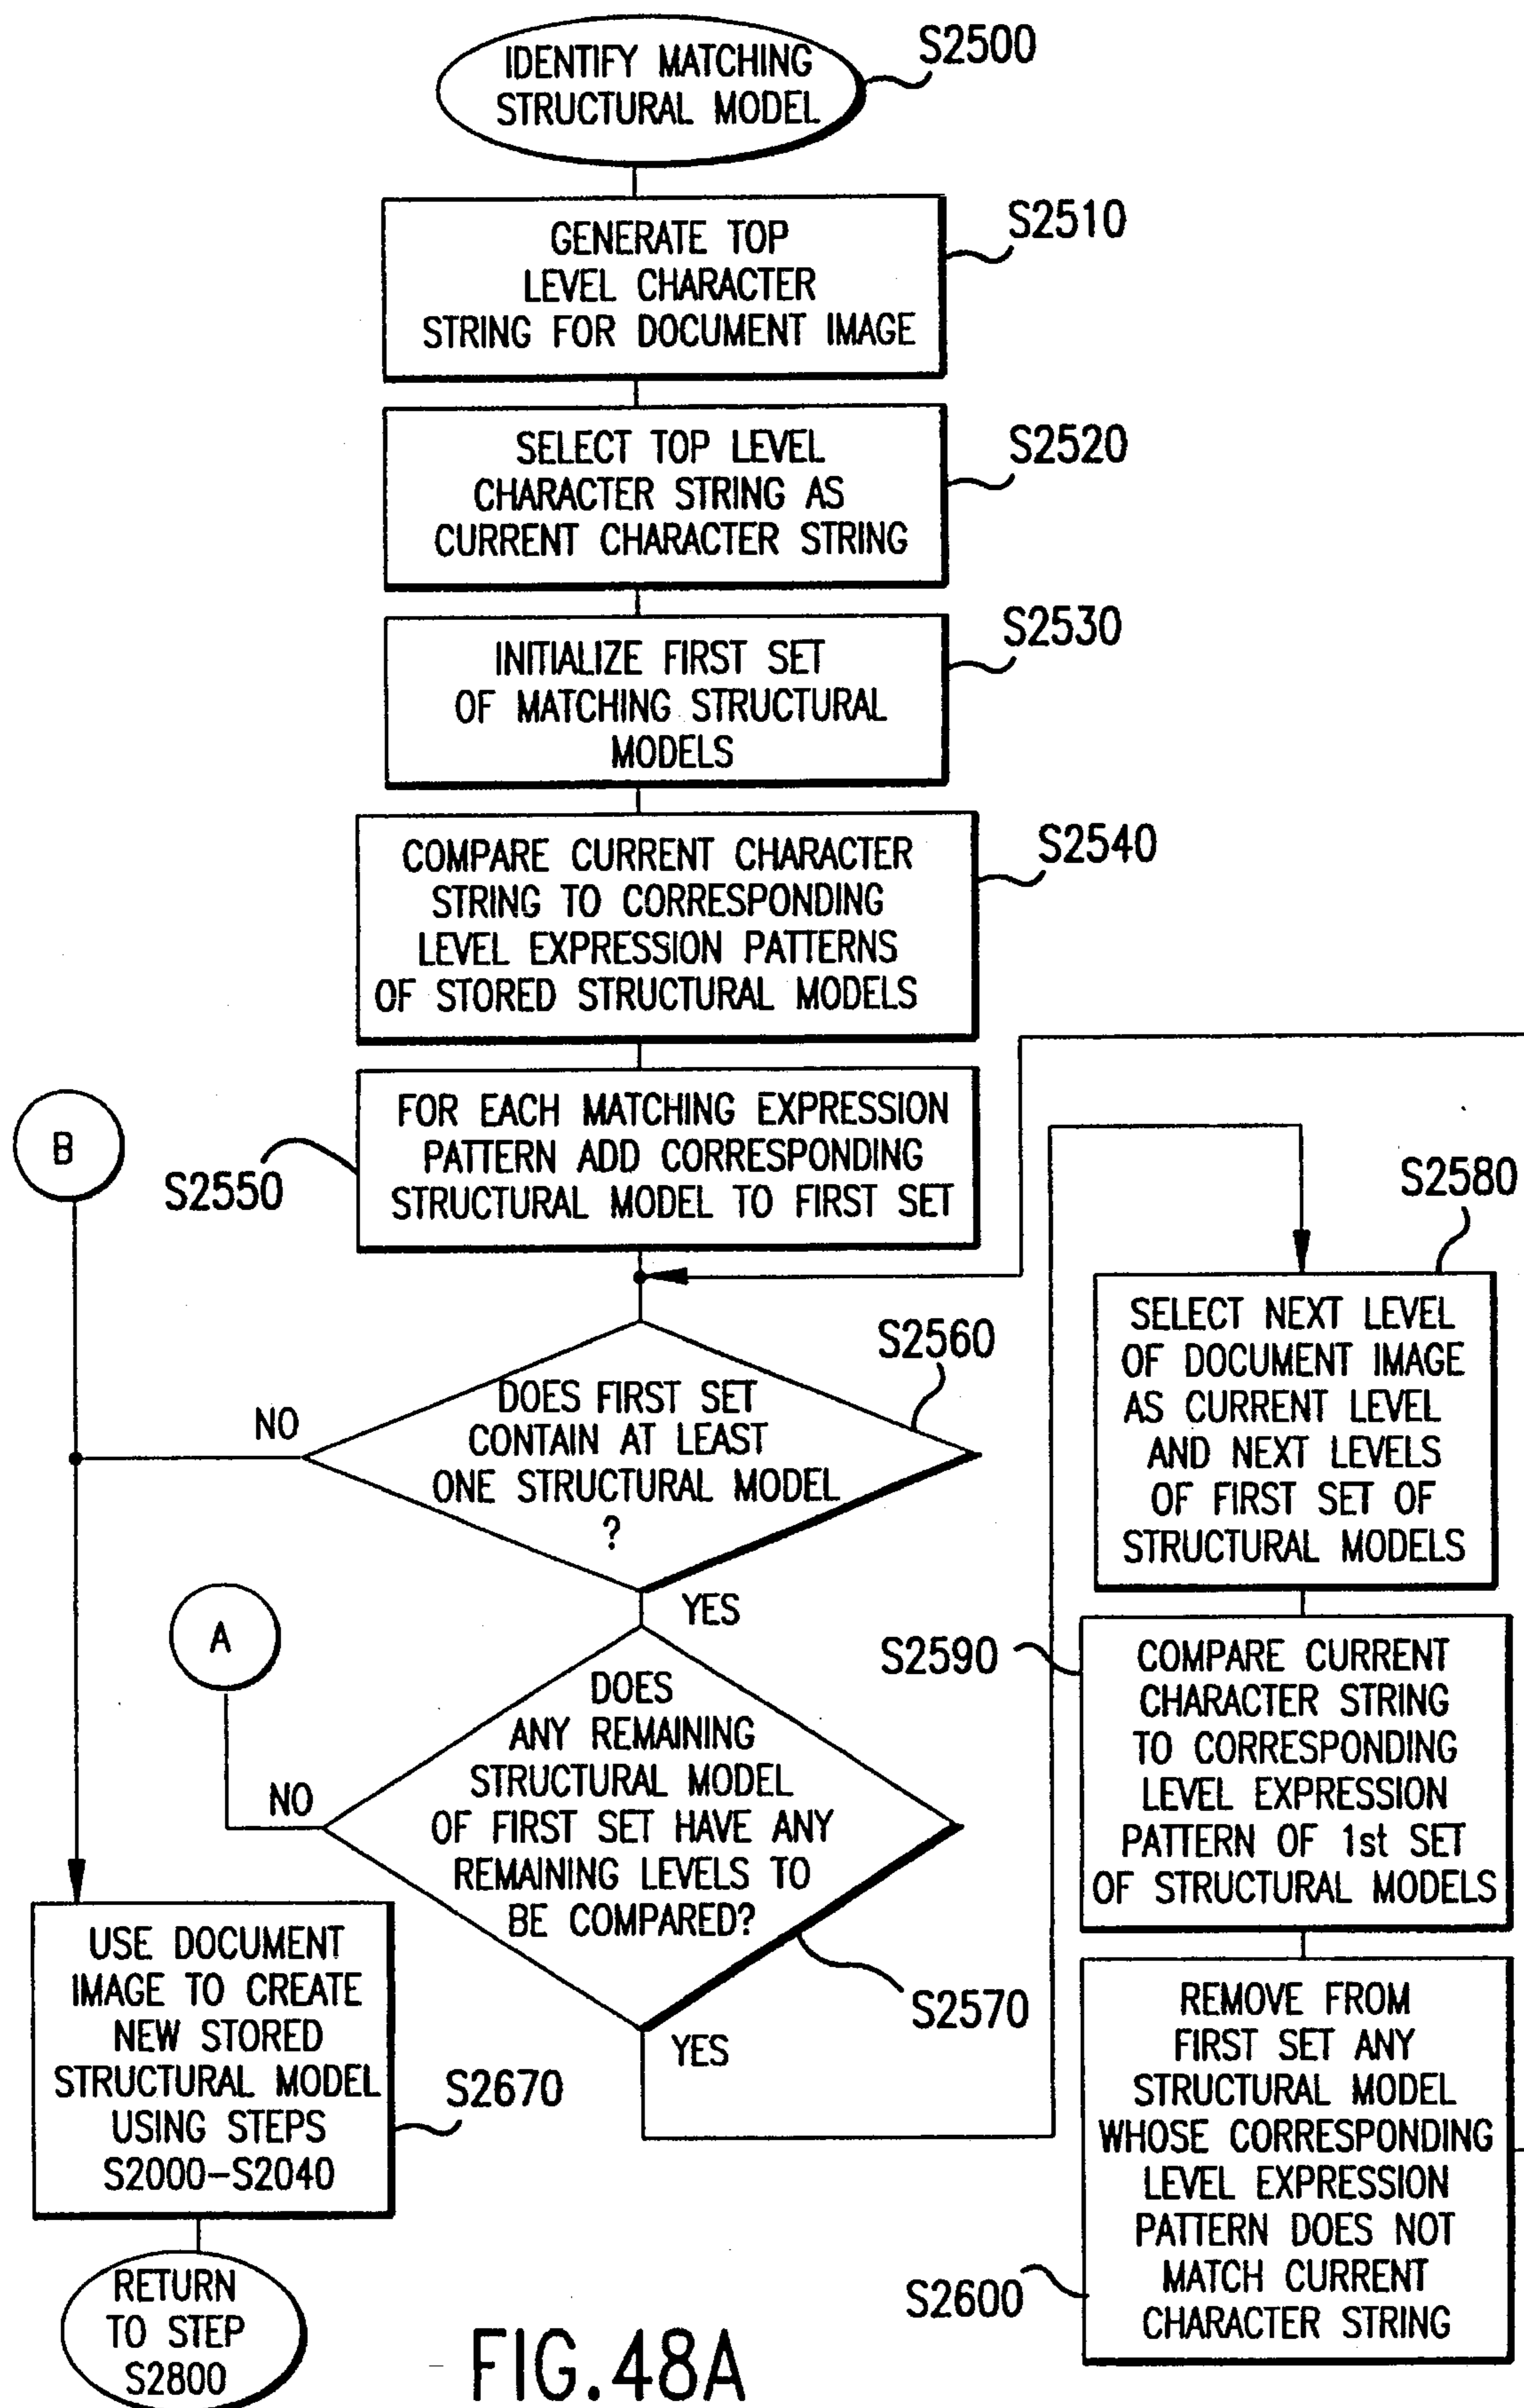 IDENTIFY MATCHING
STRUCTURAL MODEL
S2500
GENERATE TOP
LEVEL CHARACTER
STRING FOR DOCUMENT IMAGE
S2510
SELECT TOP LEVEL
CHARACTER STRING AS
CURRENT CHARACTER STRING
S2520
INITIALIZE FIRST SET
OF MATCHING STRUCTURAL
MODELS
S2530
COMPARE CURRENT CHARACTER
STRING TO CORRESPONDING
LEVEL EXPRESSION PATTERNS
OF STORED STRUCTURAL MODELS
S2540
FOR EACH MATCHING EXPRESSION
PATTERN ADD CORRESPONDING
STRUCTURAL MODEL TO FIRST SET
S2550
B
DOES FIRST SET
CONTAIN AT LEAST
ONE STRUCTURAL MODEL
?
S2560
NO
YES
A
DOES
ANY REMAINING
STRUCTURAL MODEL
OF FIRST SET HAVE ANY
REMAINING LEVELS TO
BE COMPARED?
S2570
NO
YES
SELECT NEXT LEVEL
OF DOCUMENT IMAGE
AS CURRENT LEVEL
AND NEXT LEVELS
OF FIRST SET OF
STRUCTURAL MODELS
S2580
COMPARE CURRENT
CHARACTER STRING
TO CORRESPONDING
LEVEL EXPRESSION
PATTERN OF 1st SET
OF STRUCTURAL MODELS
S2590
REMOVE FROM
FIRST SET ANY
STRUCTURAL MODEL
WHOSE CORRESPONDING
LEVEL EXPRESSION
PATTERN DOES NOT
MATCH CURRENT
CHARACTER STRING
S2600
USE DOCUMENT
IMAGE TO CREATE
NEW STORED
STRUCTURAL MODEL
USING STEPS
S2000-S2040
S2670
RETURN
TO STEP
S2800
FIG.48A